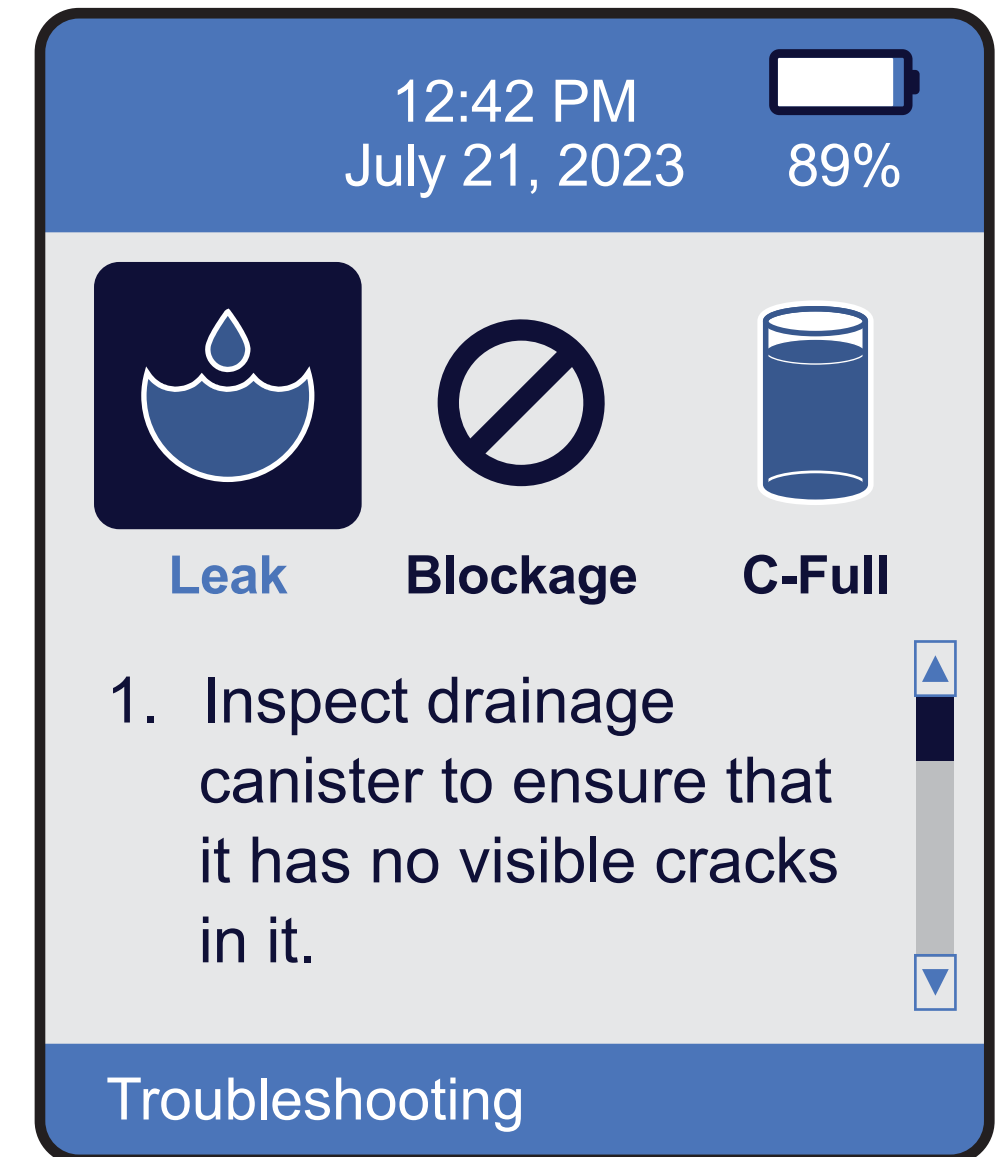 12:42 PM
July 21, 2023 89%
Leak Blockage C-Full
1. Inspect drainage
canister to ensure that
it has no visible cracks
in it.
Troubleshooting